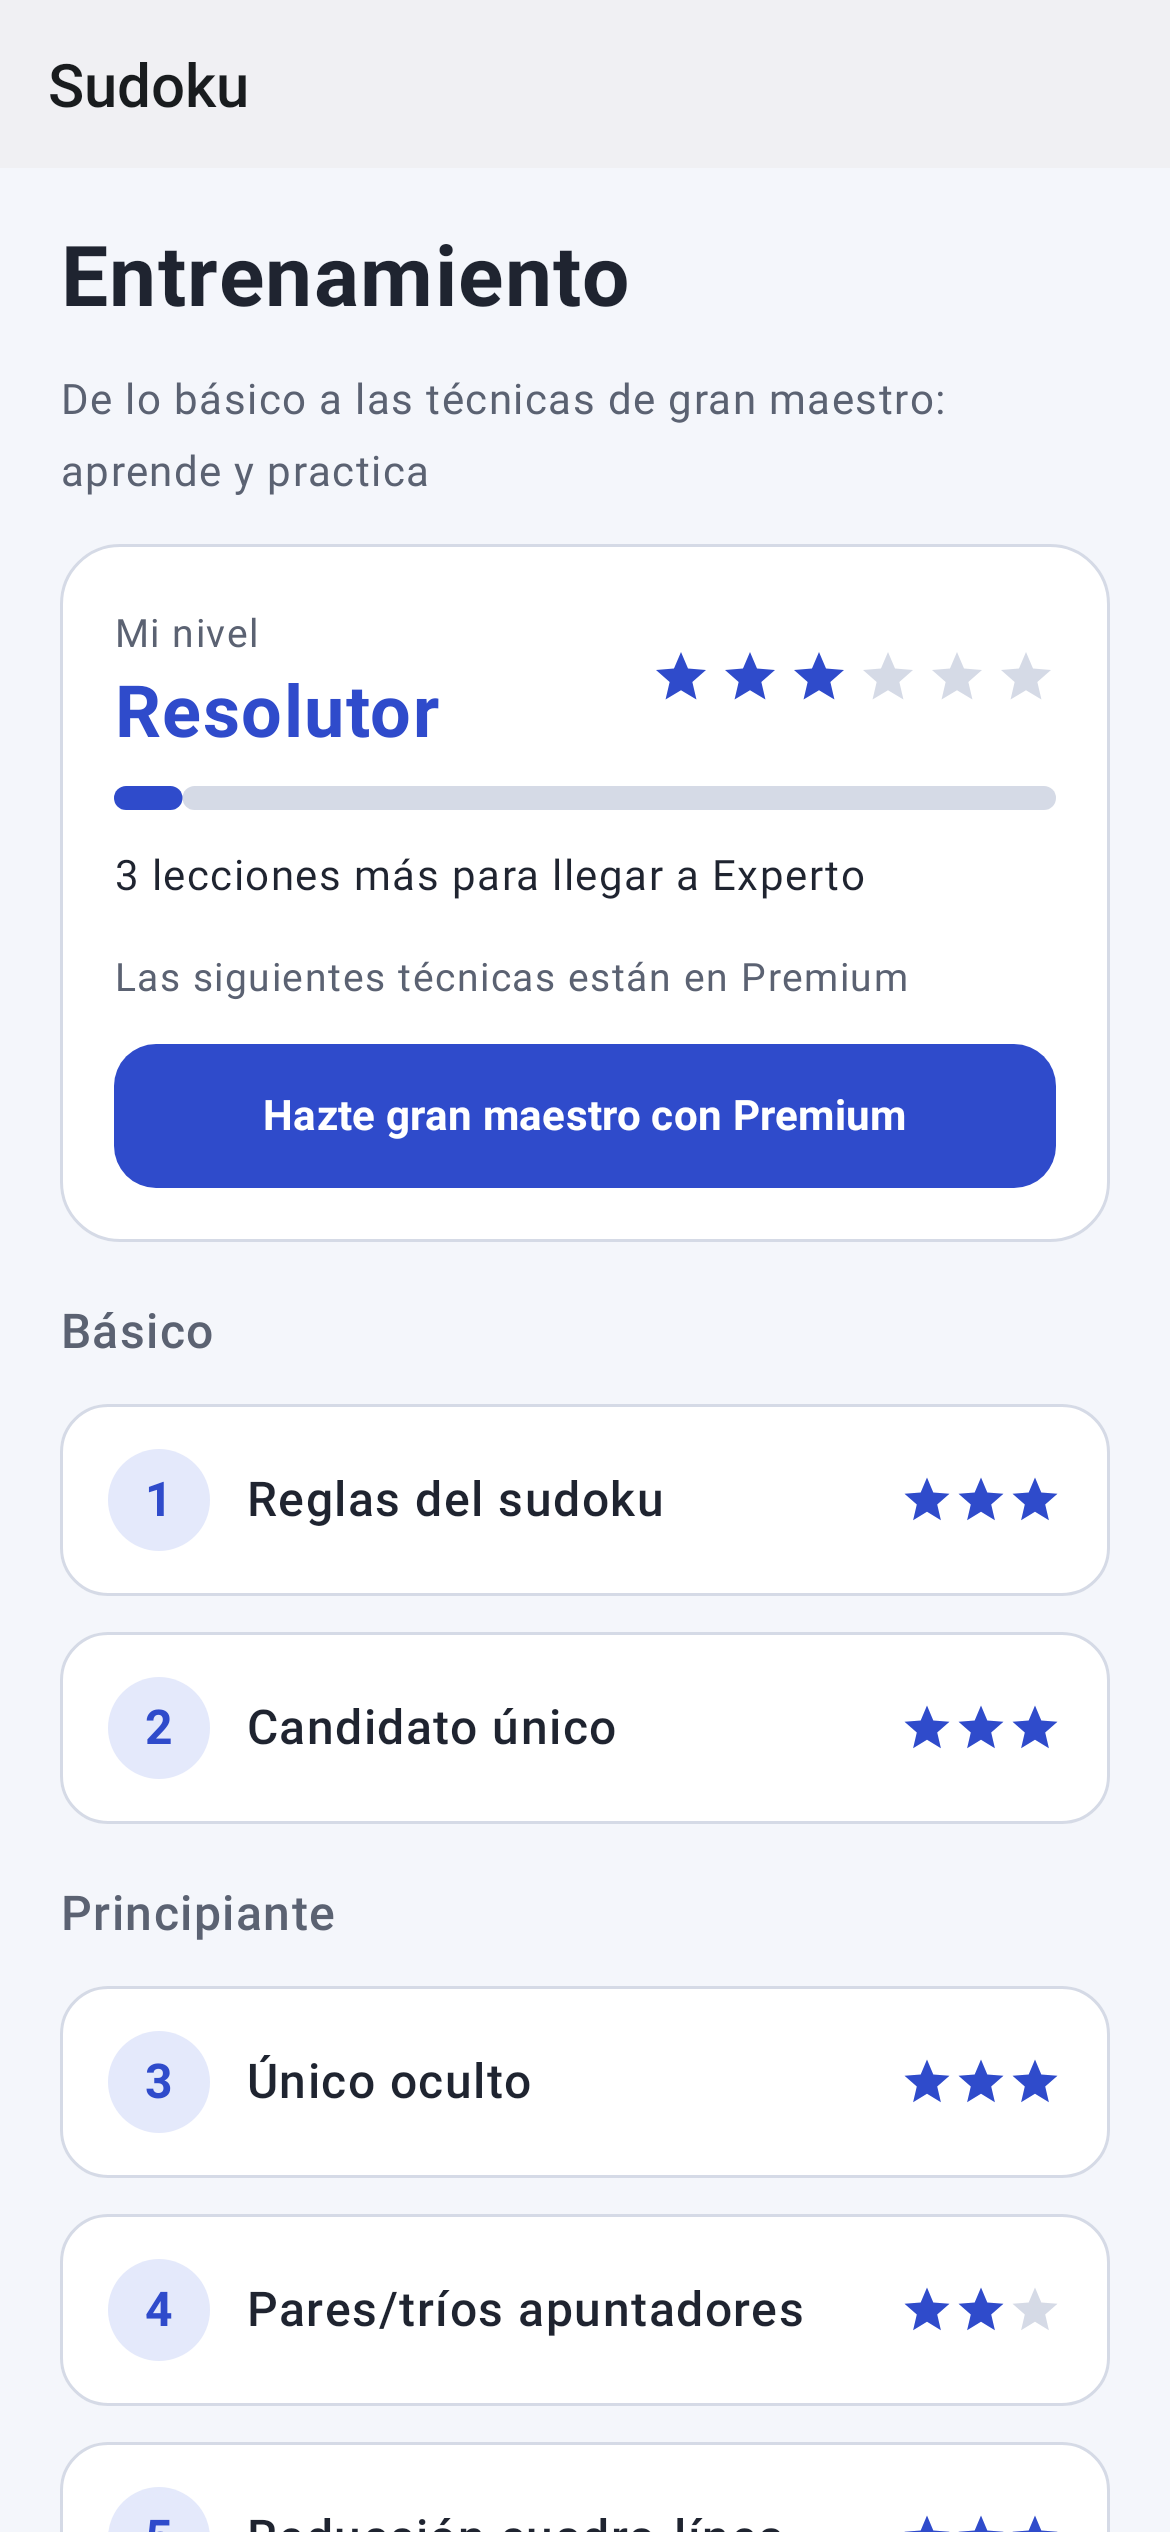 Sudoku
Entrenamiento
De lo básico a las técnicas de gran maestro:
aprende y practica
Mi nivel
Resolutor
3 lecciones más para llegar a Experto
Las siguientes técnicas están en Premium
Hazte gran maestro con Premium
Básico
1 Reglas del sudoku
2 Candidato único
Principiante
3 Único oculto
4 Pares/tríos apuntadores